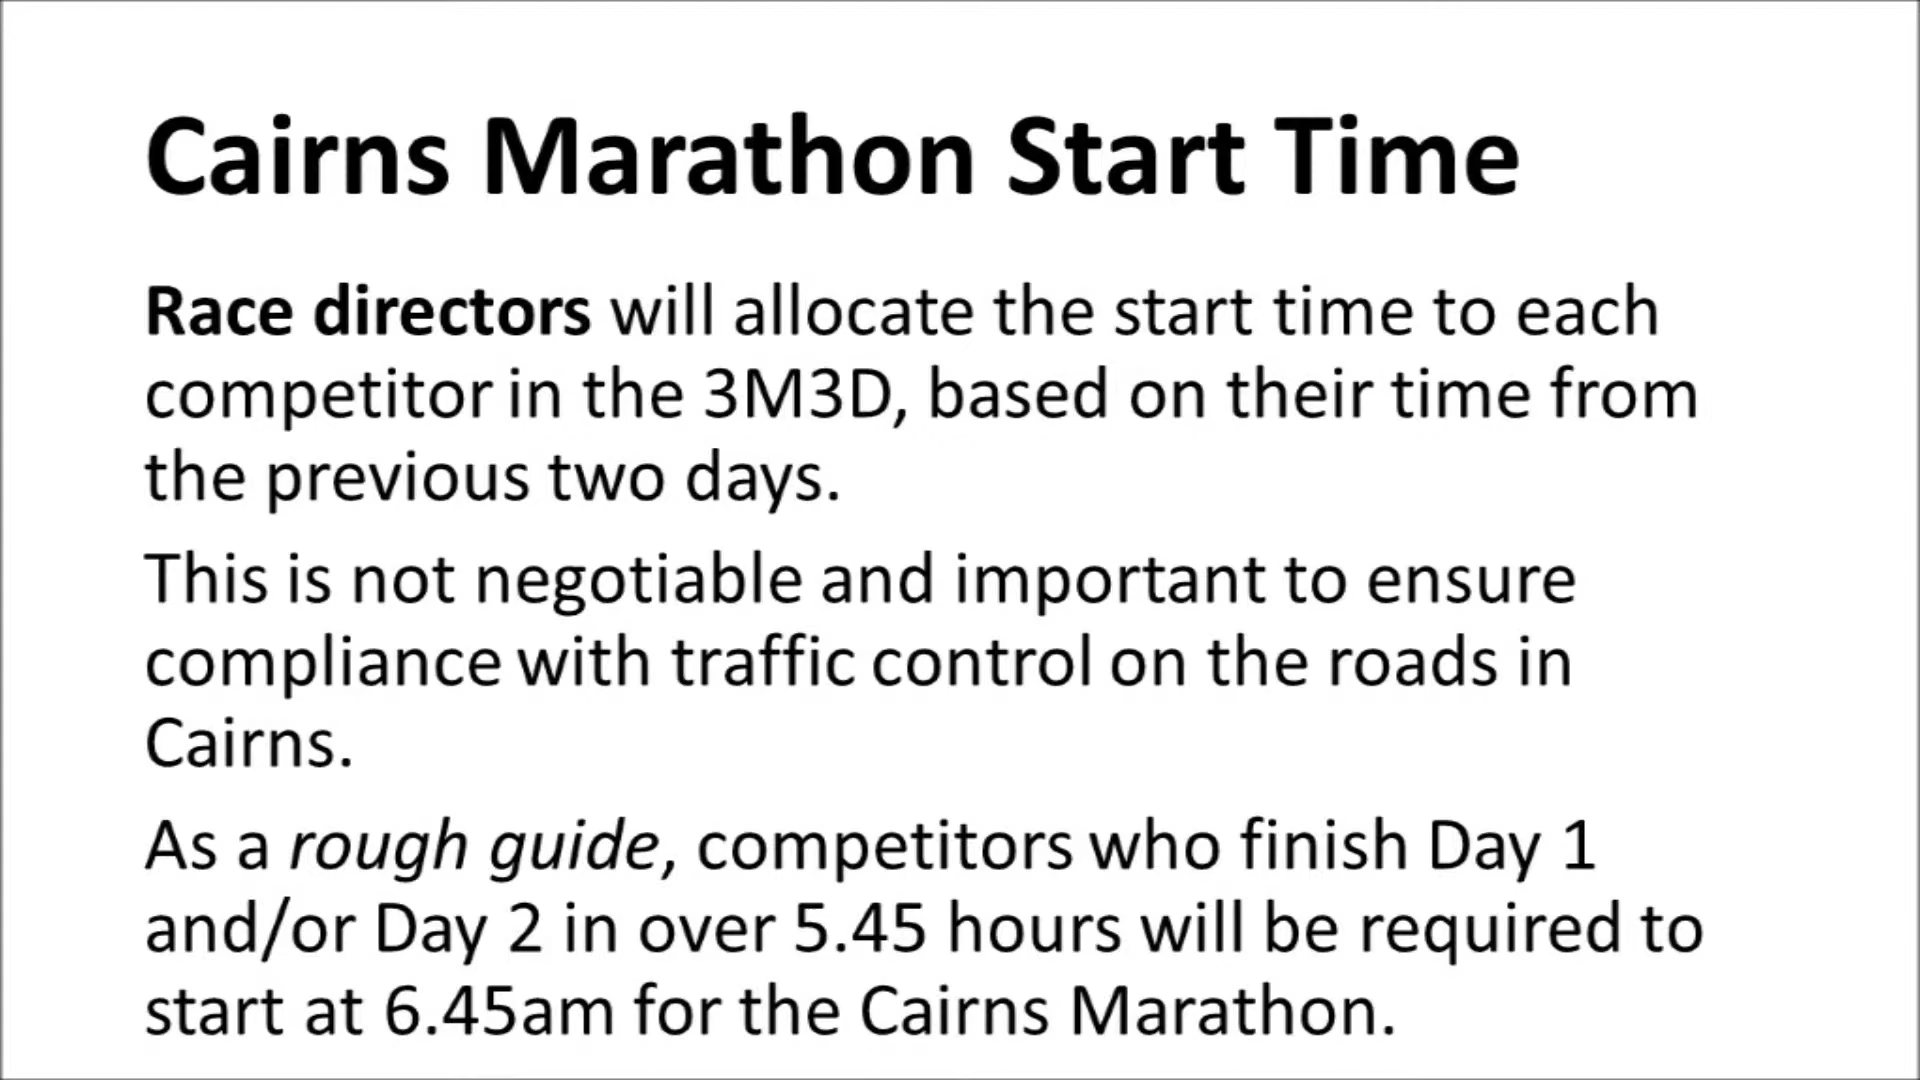 Cairns Marathon Start Time
Race directors will allocate the start time to each
competitor in the 3M3D, based on their time from
the previous two days.
This is not negotiable and important to ensure
compliance with traffic control on the roads in
Cairns.
As a rough guide, competitors who finish Day 1
and/or Day 2 in over 5.45 hours will be required to
start at 6.45am for the Cairns Marathon.